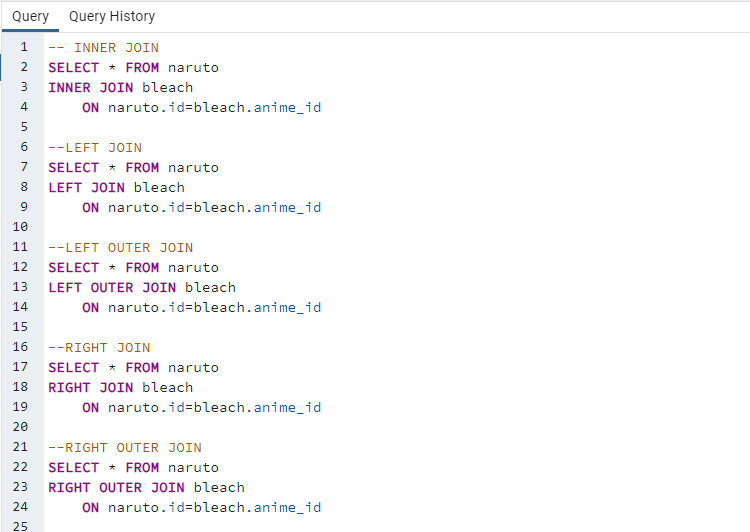 Query Query History
1 -- INNER JOIN
2 SELECT * FROM naruto
3 INNER JOIN bleach
4     ON naruto.id=bleach.anime_id
5
6 --LEFT JOIN
7 SELECT * FROM naruto
8 LEFT JOIN bleach
9     ON naruto.id=bleach.anime_id
10
11 --LEFT OUTER JOIN
12 SELECT * FROM naruto
13 LEFT OUTER JOIN bleach
14     ON naruto.id=bleach.anime_id
15
16 --RIGHT JOIN
17 SELECT * FROM naruto
18 RIGHT JOIN bleach
19     ON naruto.id=bleach.anime_id
20
21 --RIGHT OUTER JOIN
22 SELECT * FROM naruto
23 RIGHT OUTER JOIN bleach
24     ON naruto.id=bleach.anime_id
25